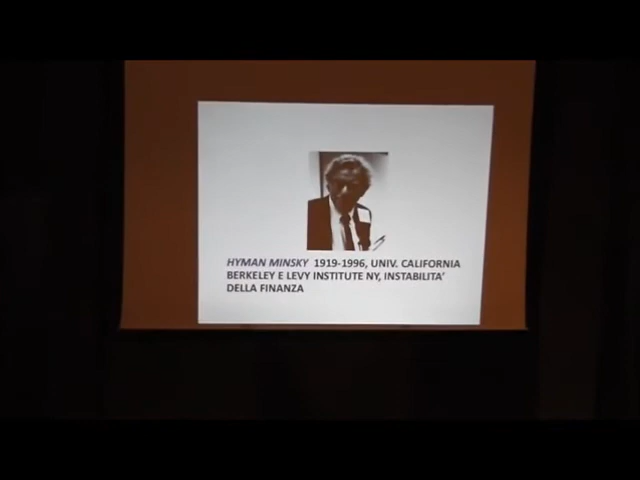 HYMAN MINSKY 1919-1996, UNIV. CALIFORNIA
BERKELEY E LEVY INSTITUTE NY, INSTABILITA'
DELLA FINANZA